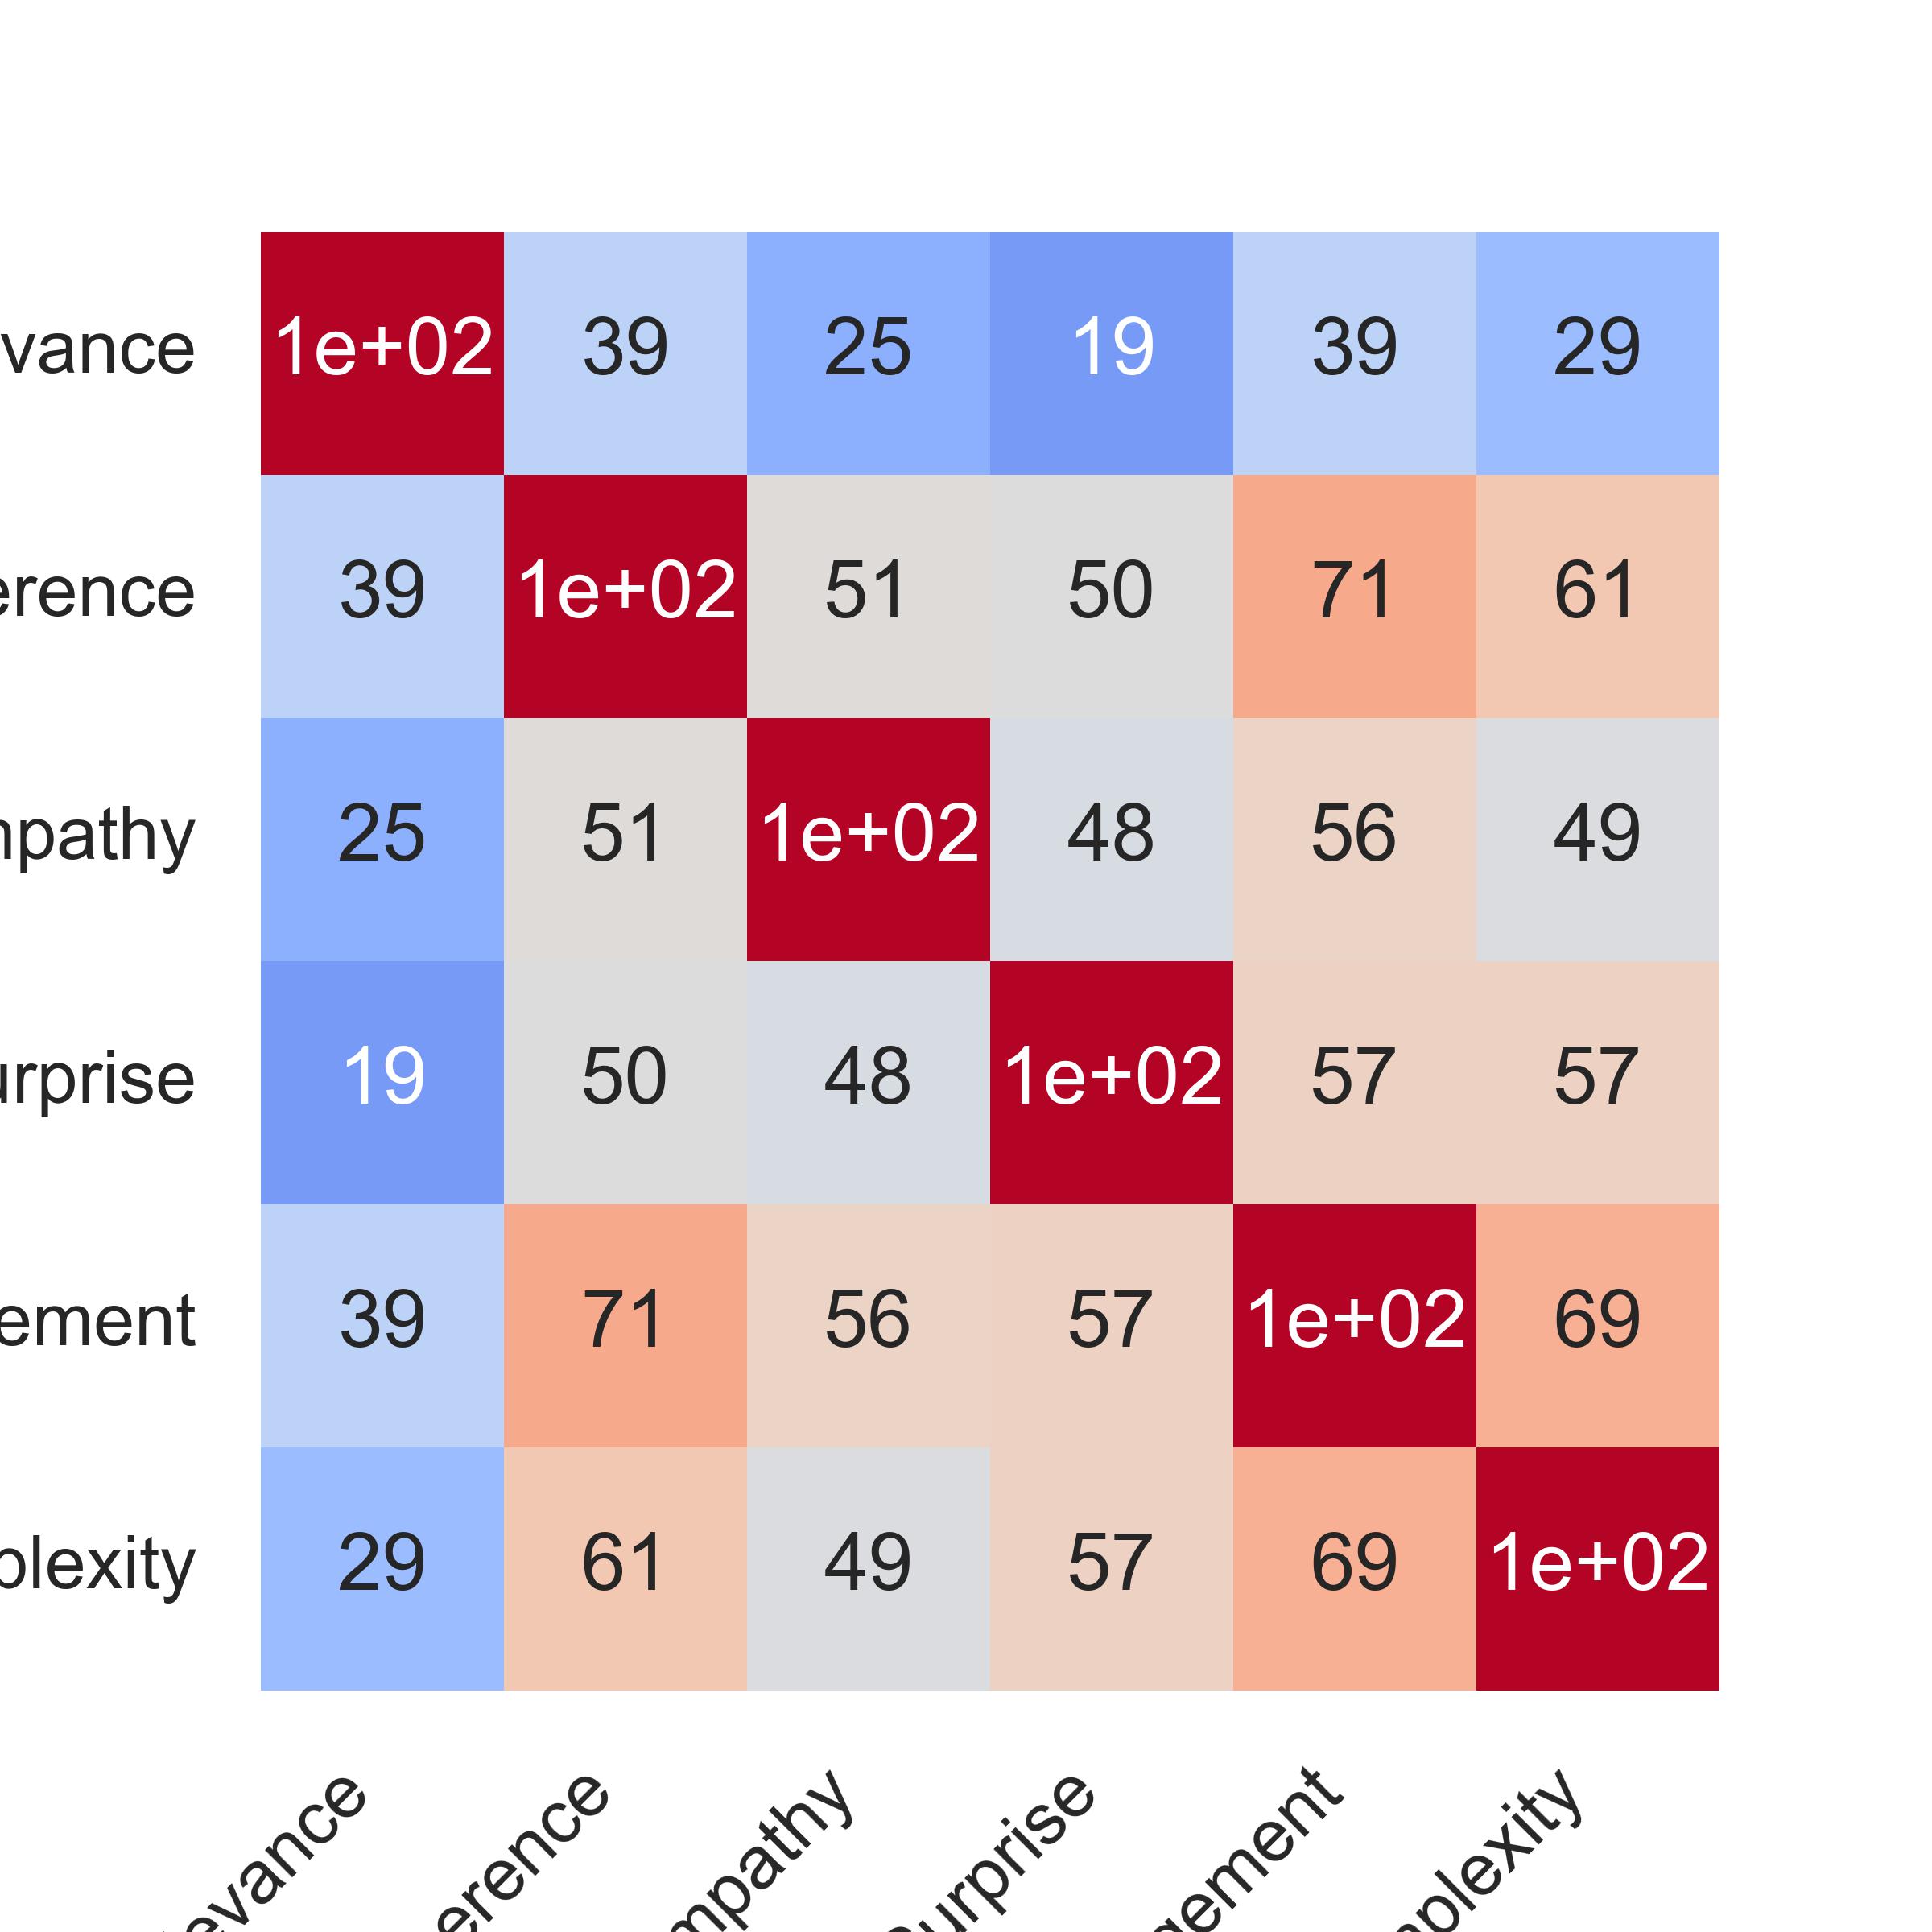 vance 1e+02 39 25 19 39 29
erence 39 1e+02 51 50 71 61
mpathy 25 51 1e+02 48 56 49
urprise 19 50 48 1e+02 57 57
ement 39 71 56 57 1e+02 69
plexity 29 61 49 57 69 1e+02
evance erence mpathy urprise gement mplexity